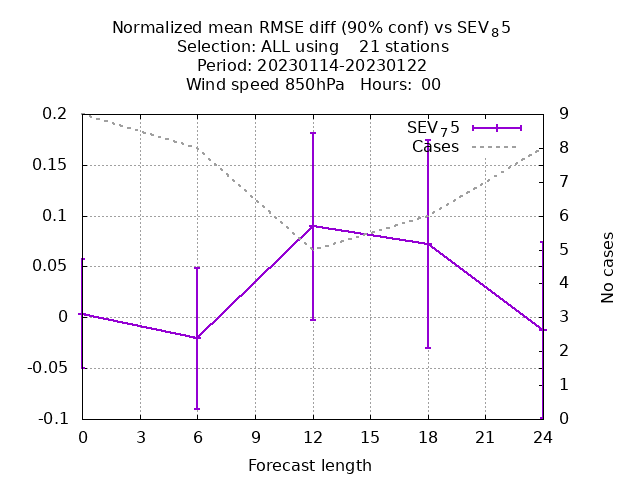 Normalized mean RMSE diff (90% conf) vs SEV₈5
Selection: ALL using    21 stations
Period: 20230114-20230122
Wind speed 850hPa   Hours:  00
0.2
0.15
0.1
0.05
0
-0.05
-0.1
SEV₇5
Cases
9
8
7
6
5
4
3
2
1
0
No cases
0 3 6 9 12 15 18 21 24
Forecast length